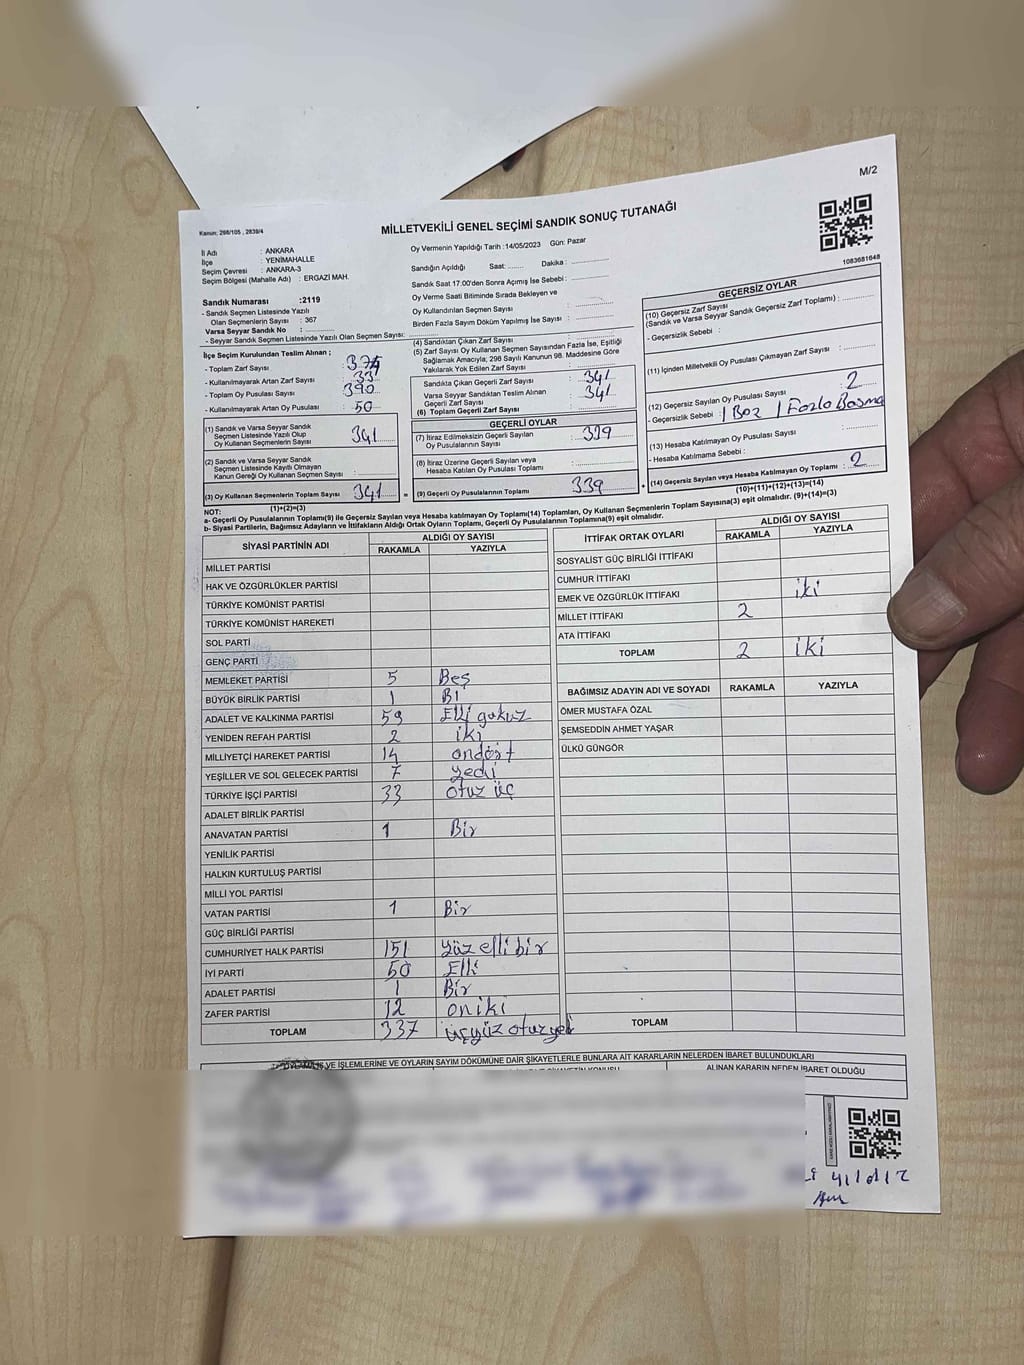 M/2
Kanun: 298/105 , 2839/4
MİLLETVEKİLİ GENEL SEÇİMİ SANDIK SONUÇ TUTANAĞI
1083681648
İl Adı : ANKARA
İlçe : YENİMAHALLE
Seçim Çevresi : ANKARA-3
Seçim Bölgesi (Mahalle Adı) : ERGAZİ MAH.
Sandık Numarası :2119
- Sandık Seçmen Listesinde Yazılı
Olan Seçmenlerin Sayısı : 367
Varsa Seyyar Sandık No : ............
- Seyyar Sandık Seçmen Listesinde Yazılı Olan Seçmen Sayısı: ............
Oy Vermenin Yapıldığı Tarih :14/05/2023 Gün: Pazar
Sandığın Açıldığı Saat: ....... Dakika : ............
Sandık Saat 17.00'den Sonra Açılmış İse Sebebi : ............
Oy Verme Saati Bitiminde Sırada Bekleyen ve
Oy Kullandırılan Seçmen Sayısı : ............
Birden Fazla Sayım Döküm Yapılmış İse Sayısı : ............
İlçe Seçim Kurulundan Teslim Alınan ;
- Toplam Zarf Sayısı : 374
- Kullanılmayarak Artan Zarf Sayısı : 33
- Toplam Oy Pusulası : 390
- Kullanılmayarak Artan Oy Pusulası : 50
(1) Sandık ve Varsa Seyyar Sandık
Seçmen Listesinde Yazılı Olup
Oy Kullanan Seçmenlerin Sayısı : 341
(2) Sandık ve Varsa Seyyar Sandık
Seçmen Listesinde Kayıtlı Olmayan
Kanun Gereği Oy Kullanan Seçmen Sayısı : ............
(3) Oy Kullanan Seçmenlerin Toplam Sayısı : 341
(1)+(2)=(3)
(4) Sandıktan Çıkan Zarf Sayısı : ............
(5) Zarf Sayısı Oy Kullanan Seçmen Sayısından Fazla İse, Eşitliği
Sağlamak Amacıyla; 298 Sayılı Kanunun 98. Maddesine Göre
Yakılarak Yok Edilen Zarf Sayısı : ............
Sandıkta Çıkan Geçerli Zarf Sayısı : 341
Varsa Seyyar Sandıktan Teslim Alınan
Geçerli Zarf Sayısı : 341
(6) Toplam Geçerli Zarf Sayısı
GEÇERLİ OYLAR
(7) İtiraz Edilmeksizin Geçerli Sayılan
Oy Pusulalarının Sayısı : 339
(8) İtiraz Üzerine Geçerli Sayılan veya
Hesaba Katılan Oy Pusulası Toplamı : ............
(9) Geçerli Oy Pusulalarının Toplamı : 339
GEÇERSİZ OYLAR
(10) Geçersiz Zarf Sayısı
(Sandık ve Varsa Seyyar Sandık Geçersiz Zarf Toplamı) : ............
- Geçersizlik Sebebi :
(11) İçinden Milletvekili Oy Pusulası Çıkmayan Zarf Sayısı : ............
(12) Geçersiz Sayılan Oy Pusulası Sayısı : 2
- Geçersizlik Sebebi : 1 Boz 1 Fazla Basma
(13) Hesaba Katılmayan Oy Pusulası Sayısı : ............
- Hesaba Katılmama Sebebi :
(14) Geçersiz Sayılan veya Hesaba Katılmayan Oy Toplamı : 2
(10)+(11)+(12)+(13)=(14)
NOT:
a- Geçerli Oy Pusulalarının Toplamı(9) ile Geçersiz Sayılan veya Hesaba katılmayan Oy Toplamı(14) Toplamları, Oy Kullanan Seçmenlerin Toplam Sayısına(3) eşit olmalıdır. (9)+(14)=(3)
b- Siyasi Partilerin, Bağımsız Adayların ve İttifakların Aldığı Ortak Oyların Toplamı, Geçerli Oy Pusulalarının Toplamına(9) eşit olmalıdır.
SİYASİ PARTİNİN ADI ALDIĞI OY SAYISI
RAKAMLA YAZIYLA
MİLLET PARTİSİ
HAK VE ÖZGÜRLÜKLER PARTİSİ
TÜRKİYE KOMÜNİST PARTİSİ
TÜRKİYE KOMÜNİST HAREKETİ
SOL PARTİ
GENÇ PARTİ
MEMLEKET PARTİSİ 5 Beş
BÜYÜK BİRLİK PARTİSİ 1 Bi
ADALET VE KALKINMA PARTİSİ 59 Elli gokuz
YENİDEN REFAH PARTİSİ 2 iki
MİLLİYETÇİ HAREKET PARTİSİ 14 ondört
YEŞİLLER VE SOL GELECEK PARTİSİ 7 yedi
TÜRKİYE İŞÇİ PARTİSİ 33 otuz üç
ADALET BİRLİK PARTİSİ
ANAVATAN PARTİSİ 1 Bir
YENİLİK PARTİSİ
HALKIN KURTULUŞ PARTİSİ
MİLLİ YOL PARTİSİ
VATAN PARTİSİ 1 Bir
GÜÇ BİRLİĞİ PARTİSİ
CUMHURİYET HALK PARTİSİ 151 yüz elli bir
İYİ PARTİ 50 Elli
ADALET PARTİSİ 1 Bir
ZAFER PARTİSİ 12 oniki
TOPLAM 337 üçyüz otuzyedi
İTTİFAK ORTAK OYLARI ALDIĞI OY SAYISI
RAKAMLA YAZIYLA
SOSYALİST GÜÇ BİRLİĞİ İTTİFAKI
CUMHUR İTTİFAKI
EMEK VE ÖZGÜRLÜK İTTİFAKI
MİLLET İTTİFAKI 2 iki
ATA İTTİFAKI
TOPLAM 2 iki
BAĞIMSIZ ADAYIN ADI VE SOYADI RAKAMLA YAZIYLA
ÖMER MUSTAFA ÖZAL
ŞEMSEDDİN AHMET YAŞAR
ÜLKÜ GÜNGÖR
TOPLAM
VE İŞLEMLERİNE VE OYLARIN SAYIM DÖKÜMÜNE DAİR ŞİKAYETLERLE BUNLARA AİT KARARLARIN NELERDEN İBARET BULUNDUKLARI
ALINAN KARARIN NEDEN İBARET OLDUĞU